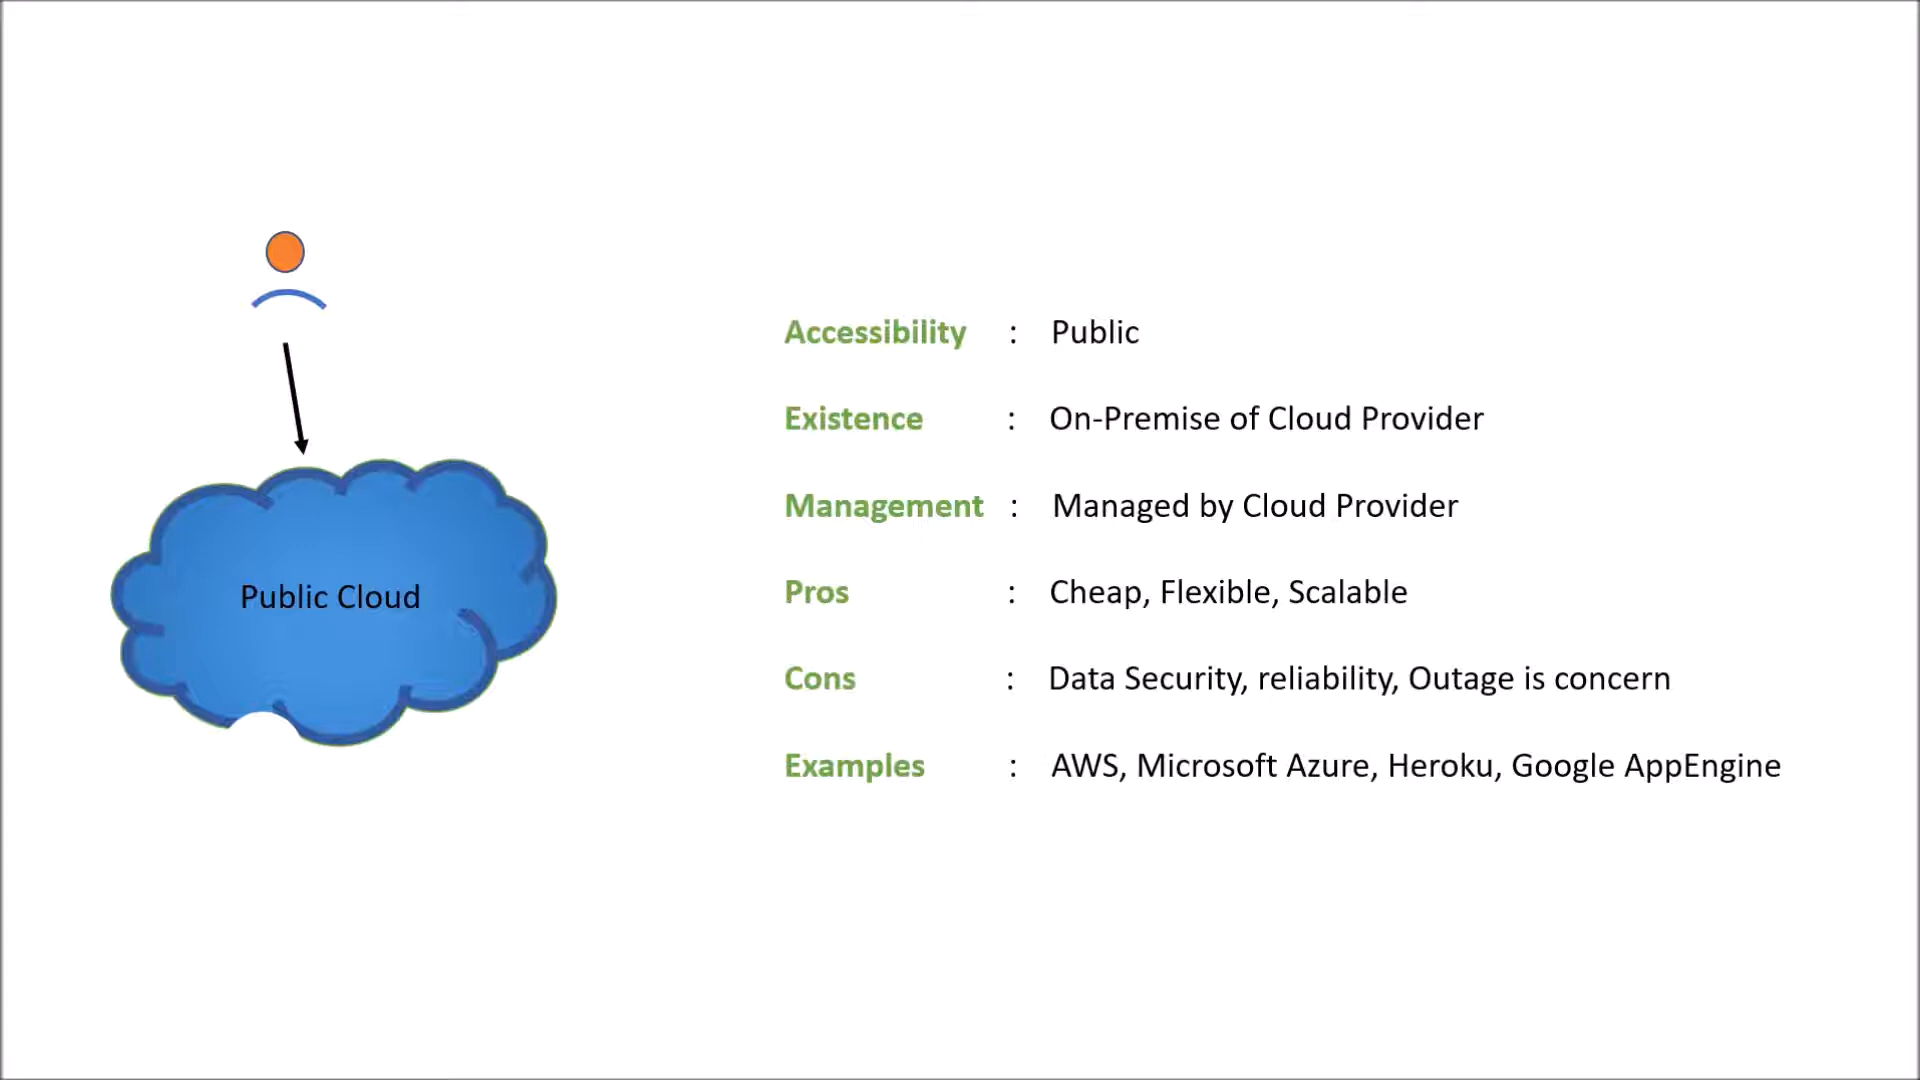 Public Cloud
Accessibility : Public
Existence : On-Premise of Cloud Provider
Management : Managed by Cloud Provider
Pros : Cheap, Flexible, Scalable
Cons : Data Security, reliability, Outage is concern
Examples : AWS, Microsoft Azure, Heroku, Google AppEngine